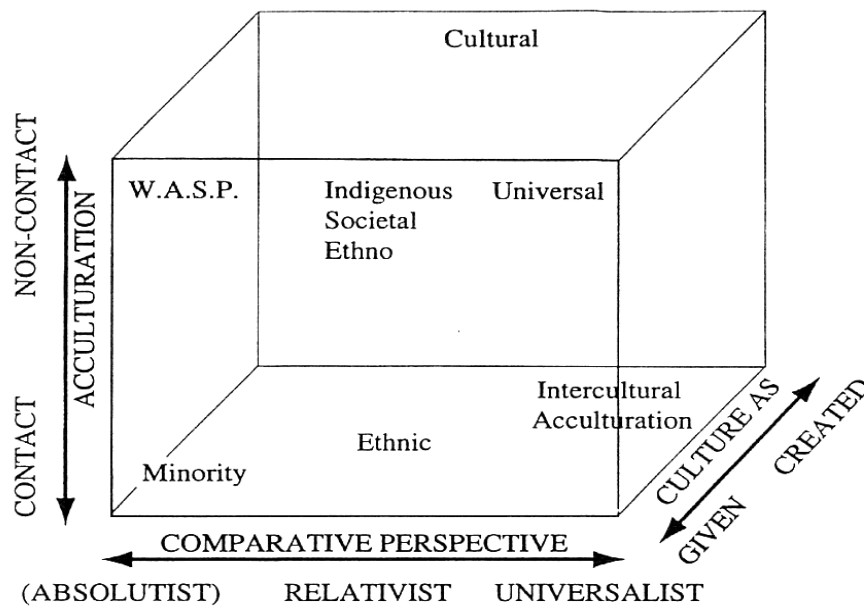 Cultural
NON-CONTACT
W.A.S.P.
Indigenous
Universal
Societal
Ethno
ACCULTURATION
CONTACT
Intercultural
Acculturation
Ethnic
Minority
CULTURE AS
CREATED
GIVEN
COMPARATIVE PERSPECTIVE
(ABSOLUTIST) RELATIVIST UNIVERSALIST